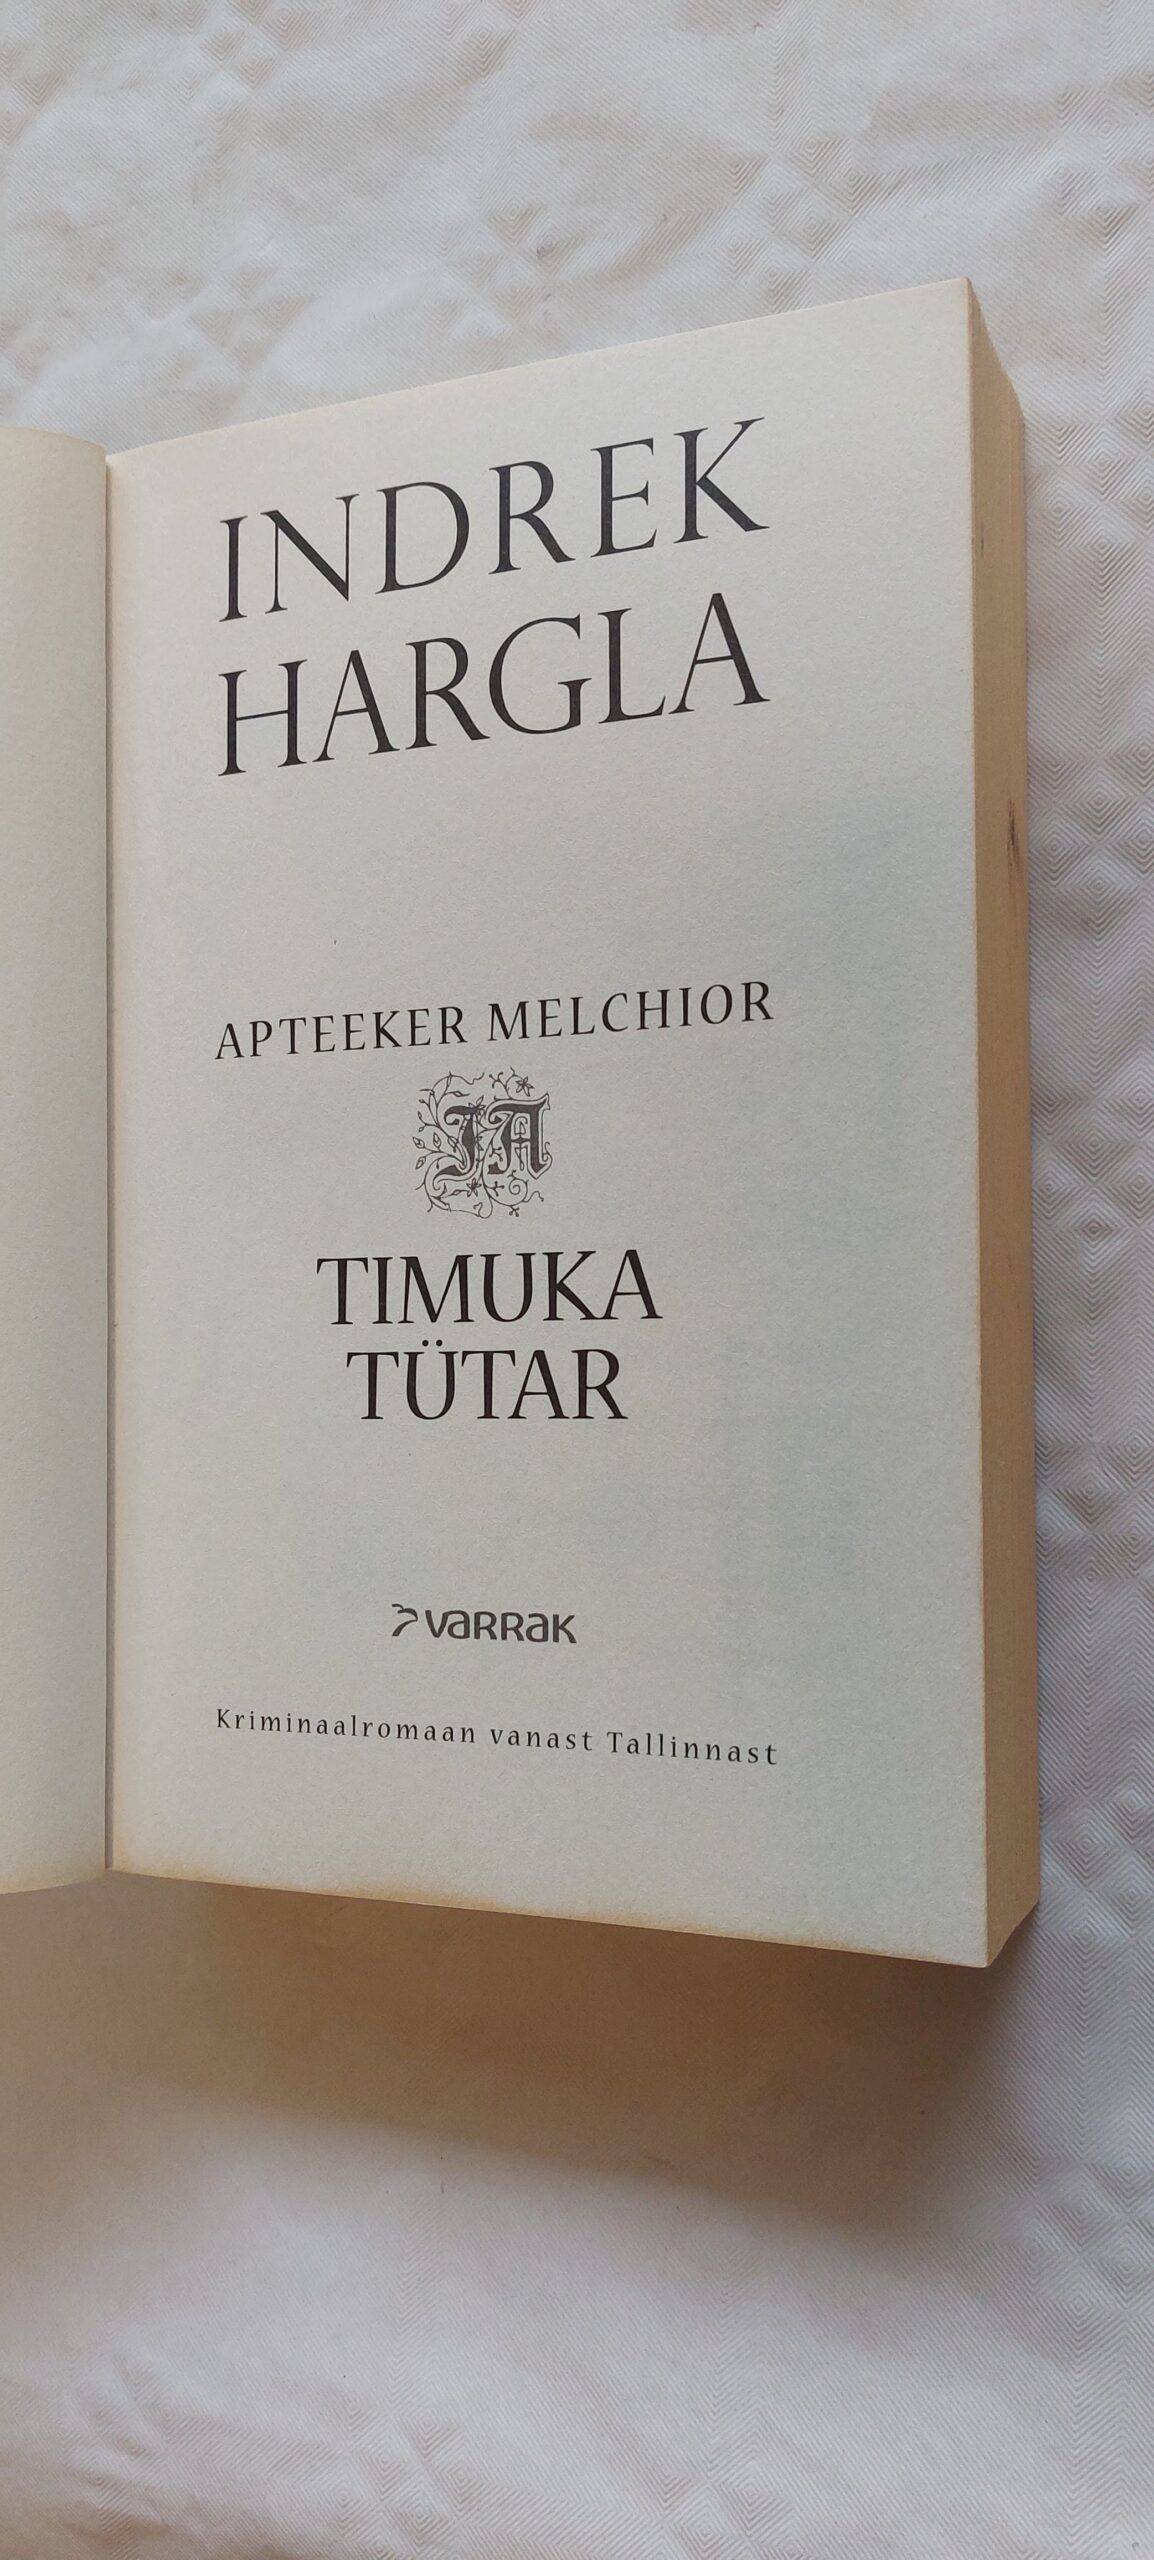 INDREK
HARGLA
APTEEKER MELCHIOR
JA
TIMUKA
TÜTAR
varrak
Kriminaalromaan vanast Tallinnast